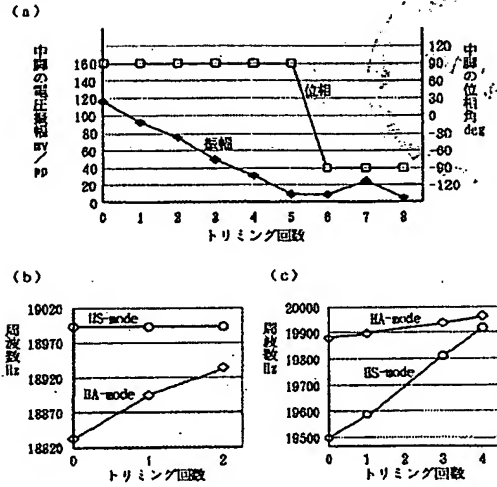 (a)
中脚の電圧振幅 mV/pp
160
140
120
100
80
60
40
20
0
位相
振幅
120
90
60
30
0
-30
-60
-90
-120
中脚の位相角 deg
0 1 2 3 4 5 6 7 8
トリミング回数
(b)
周波数 Hz
19020
18970
18920
18870
18820
HS-mode
HA-mode
0 1 2
トリミング回数
(c)
周波数 Hz
20000
19900
19800
19700
19600
19500
HA-mode
HS-mode
0 1 2 3 4
トリミング回数